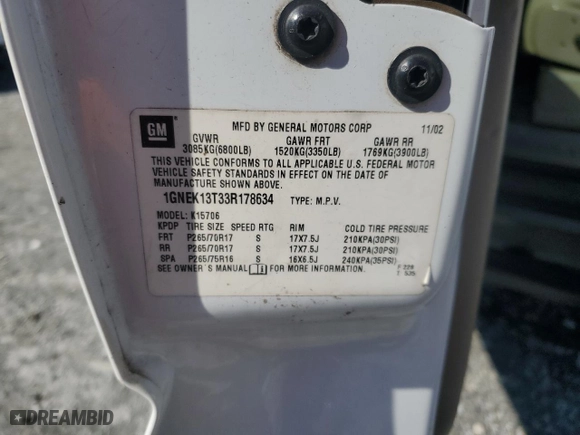 GM
MFD BY GENERAL MOTORS CORP 11/02
GVWR GAWR FRT GAWR RR
3085KG(6800LB) 1520KG(3350LB) 1769KG(3900LB)
THIS VEHICLE CONFORMS TO ALL APPLICABLE U.S. FEDERAL MOTOR
VEHICLE SAFETY STANDARDS IN EFFECT ON THE DATE OF
MANUFACTURE SHOWN ABOVE.
1GNEK13T33R178634 TYPE: M.P.V.
MODEL: K15706
KPDP TIRE SIZE SPEED RTG RIM COLD TIRE PRESSURE
FRT P265/70R17 S 17X7.5J 210KPA(30PSI)
RR P265/70R17 S 17X7.5J 210KPA(30PSI)
SPA P265/75R16 S 16X6.5J 240KPA(35PSI)
SEE OWNER'S MANUAL FOR MORE INFORMATION.
DREAMBID